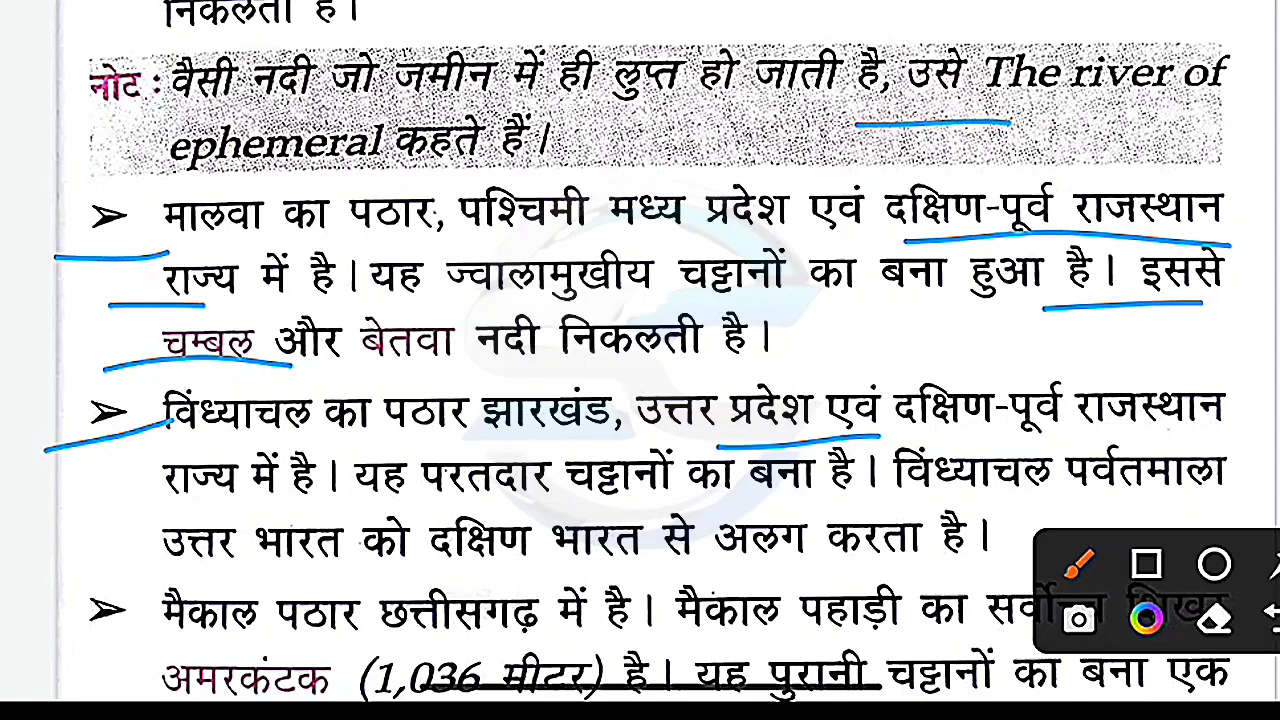 निकलती है।
नोट : वैसी नदी जो जमीन में ही लुप्त हो जाती है, उसे The river of
ephemeral कहते हैं।
➢ मालवा का पठार, पश्चिमी मध्य प्रदेश एवं दक्षिण-पूर्व राजस्थान
राज्य में है। यह ज्वालामुखीय चट्टानों का बना हुआ है। इससे
चम्बल और बेतवा नदी निकलती है।
➢ विंध्याचल का पठार झारखंड, उत्तर प्रदेश एवं दक्षिण-पूर्व राजस्थान
राज्य में है। यह परतदार चट्टानों का बना है। विंध्याचल पर्वतमाला
उत्तर भारत को दक्षिण भारत से अलग करता है।
➢ मैकाल पठार छत्तीसगढ़ में है। मैकाल पहाड़ी का सर्वोच्च शिखर
अमरकंटक (1,036 मीटर) है। यह पुरानी चट्टानों का बना एक